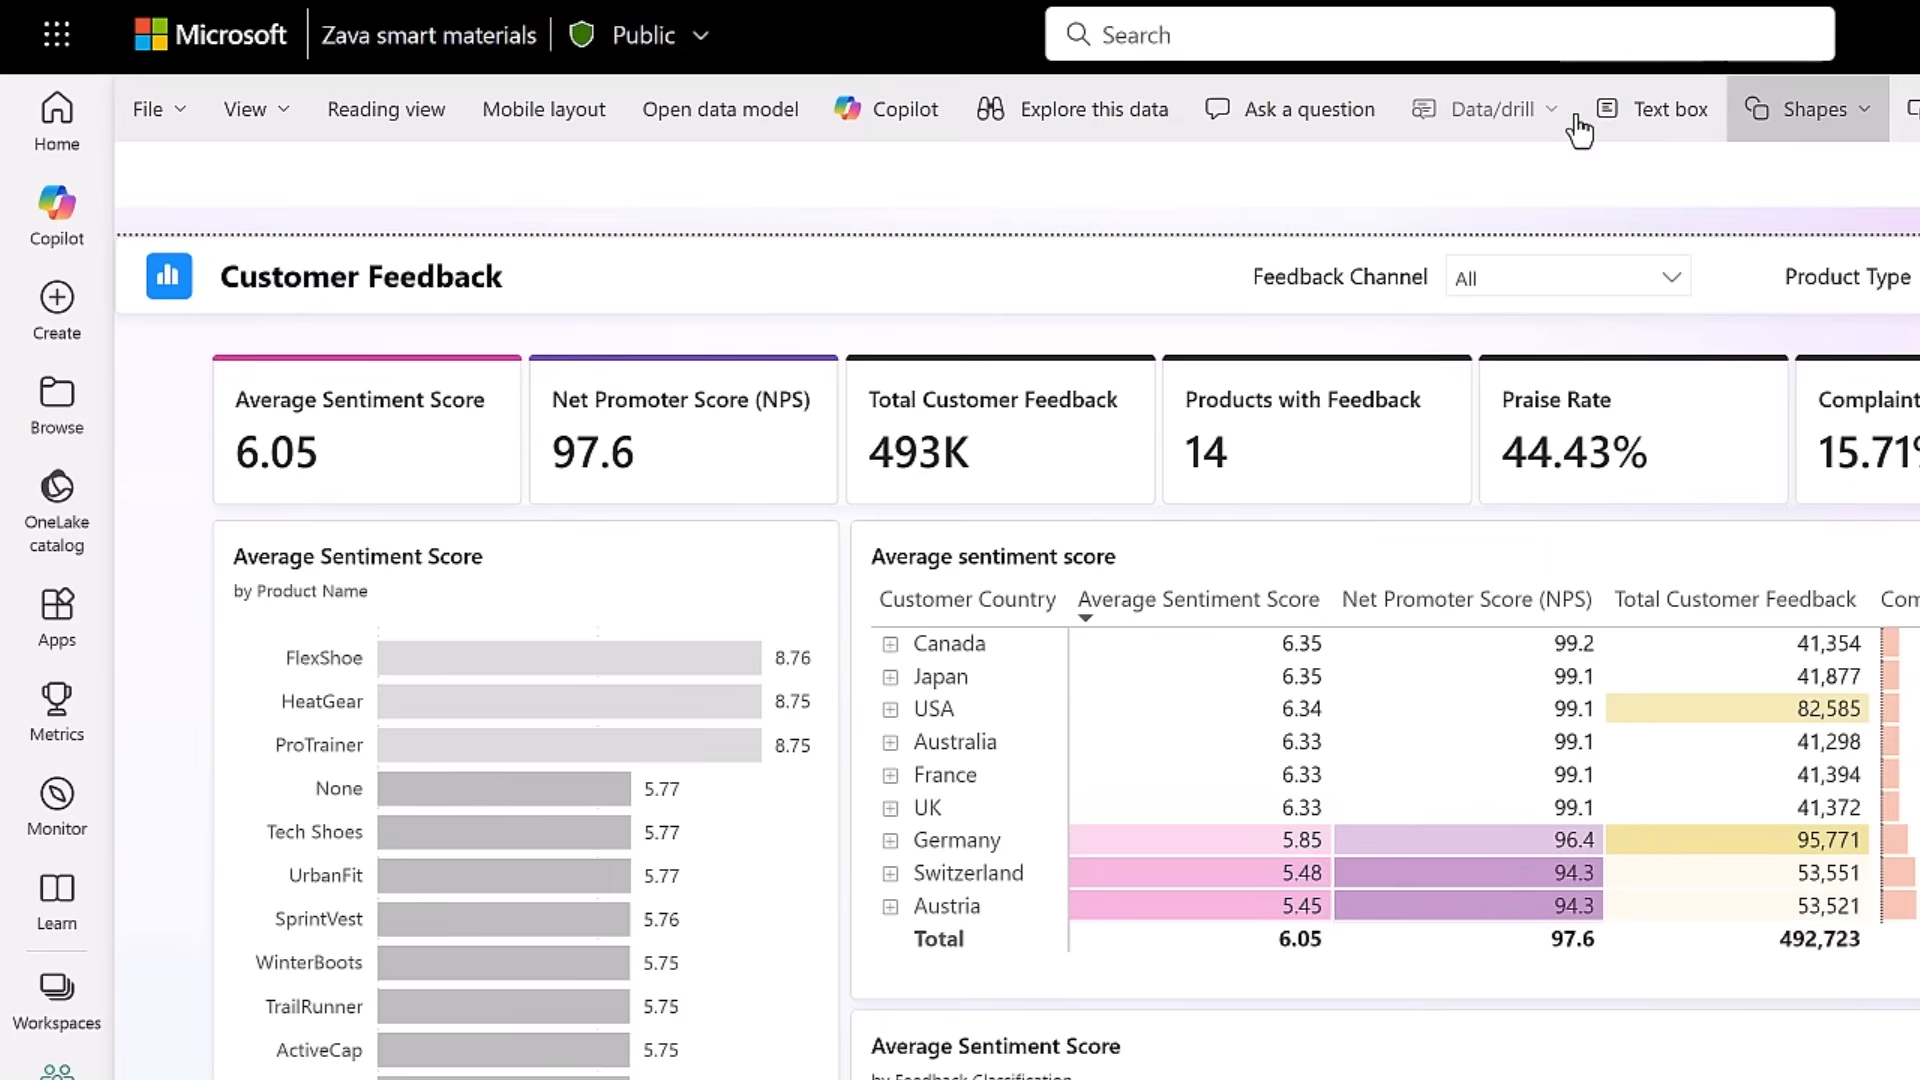 Microsoft Zava smart materials Public Search
File View Reading view Mobile layout Open data model Copilot Explore this data Ask a question Data/drill Text box Shapes
Home
Copilot
Create
Browse
OneLake
catalog
Apps
Metrics
Monitor
Learn
Workspaces
Customer Feedback Feedback Channel All Product Type
Average Sentiment Score
6.05
Net Promoter Score (NPS)
97.6
Total Customer Feedback
493K
Products with Feedback
14
Praise Rate
44.43%
Complaint
15.71%
Average Sentiment Score
by Product Name
FlexShoe 8.76
HeatGear 8.75
ProTrainer 8.75
None 5.77
Tech Shoes 5.77
UrbanFit 5.77
SprintVest 5.76
WinterBoots 5.75
TrailRunner 5.75
ActiveCap 5.75
Average sentiment score
Customer Country Average Sentiment Score Net Promoter Score (NPS) Total Customer Feedback Com
Canada 6.35 99.2 41,354
Japan 6.35 99.1 41,877
USA 6.34 99.1 82,585
Australia 6.33 99.1 41,298
France 6.33 99.1 41,394
UK 6.33 99.1 41,372
Germany 5.85 96.4 95,771
Switzerland 5.48 94.3 53,551
Austria 5.45 94.3 53,521
Total 6.05 97.6 492,723
Average Sentiment Score
by Feedback Classification